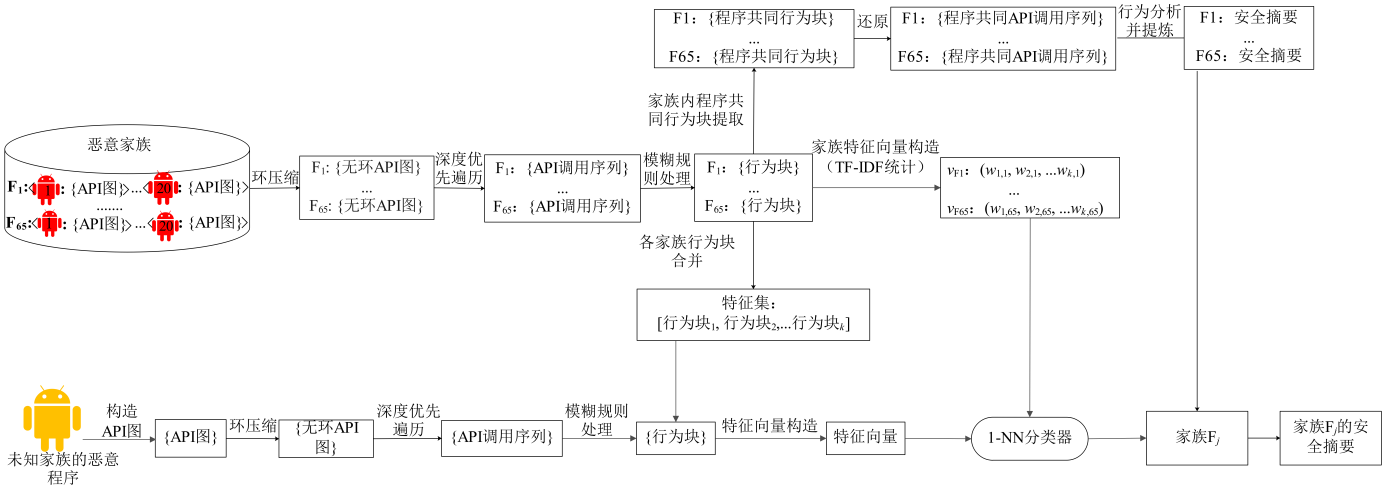 F1：{程序共同行为块}
...
F65：{程序共同行为块}
还原
F1：{程序共同API调用序列}
...
F65：{程序共同API调用序列}
行为分析
并提炼
F1：安全摘要
...
F65：安全摘要
家族内程序共
同行为块提取
恶意家族
F1:<1: {API图}>...<20: {API图}>
.......
F65:<1: {API图}>...<20: {API图}>
环压缩
F1: {无环API图}
...
F65: {无环API图}
深度优
先遍历
F1：{API调用序列}
...
F65：{API调用序列}
模糊规
则处理
F1：{行为块}
...
F65：{行为块}
家族特征向量构造
（TF-IDF统计）
vF1：(w1,1, w2,1, ...wk,1)
...
vF65：(w1,65, w2,65, ...wk,65)
各家族行为块
合并
特征集：
[行为块1, 行为块2,...行为块k]
未知家族的恶意
程序
构造
API图
{API图}
环压缩
{无环API
图}
深度优先
遍历
{API调用序列}
模糊规则
处理
{行为块}
特征向量构造
特征向量
1-NN分类器
家族Fj
家族Fj的安
全摘要